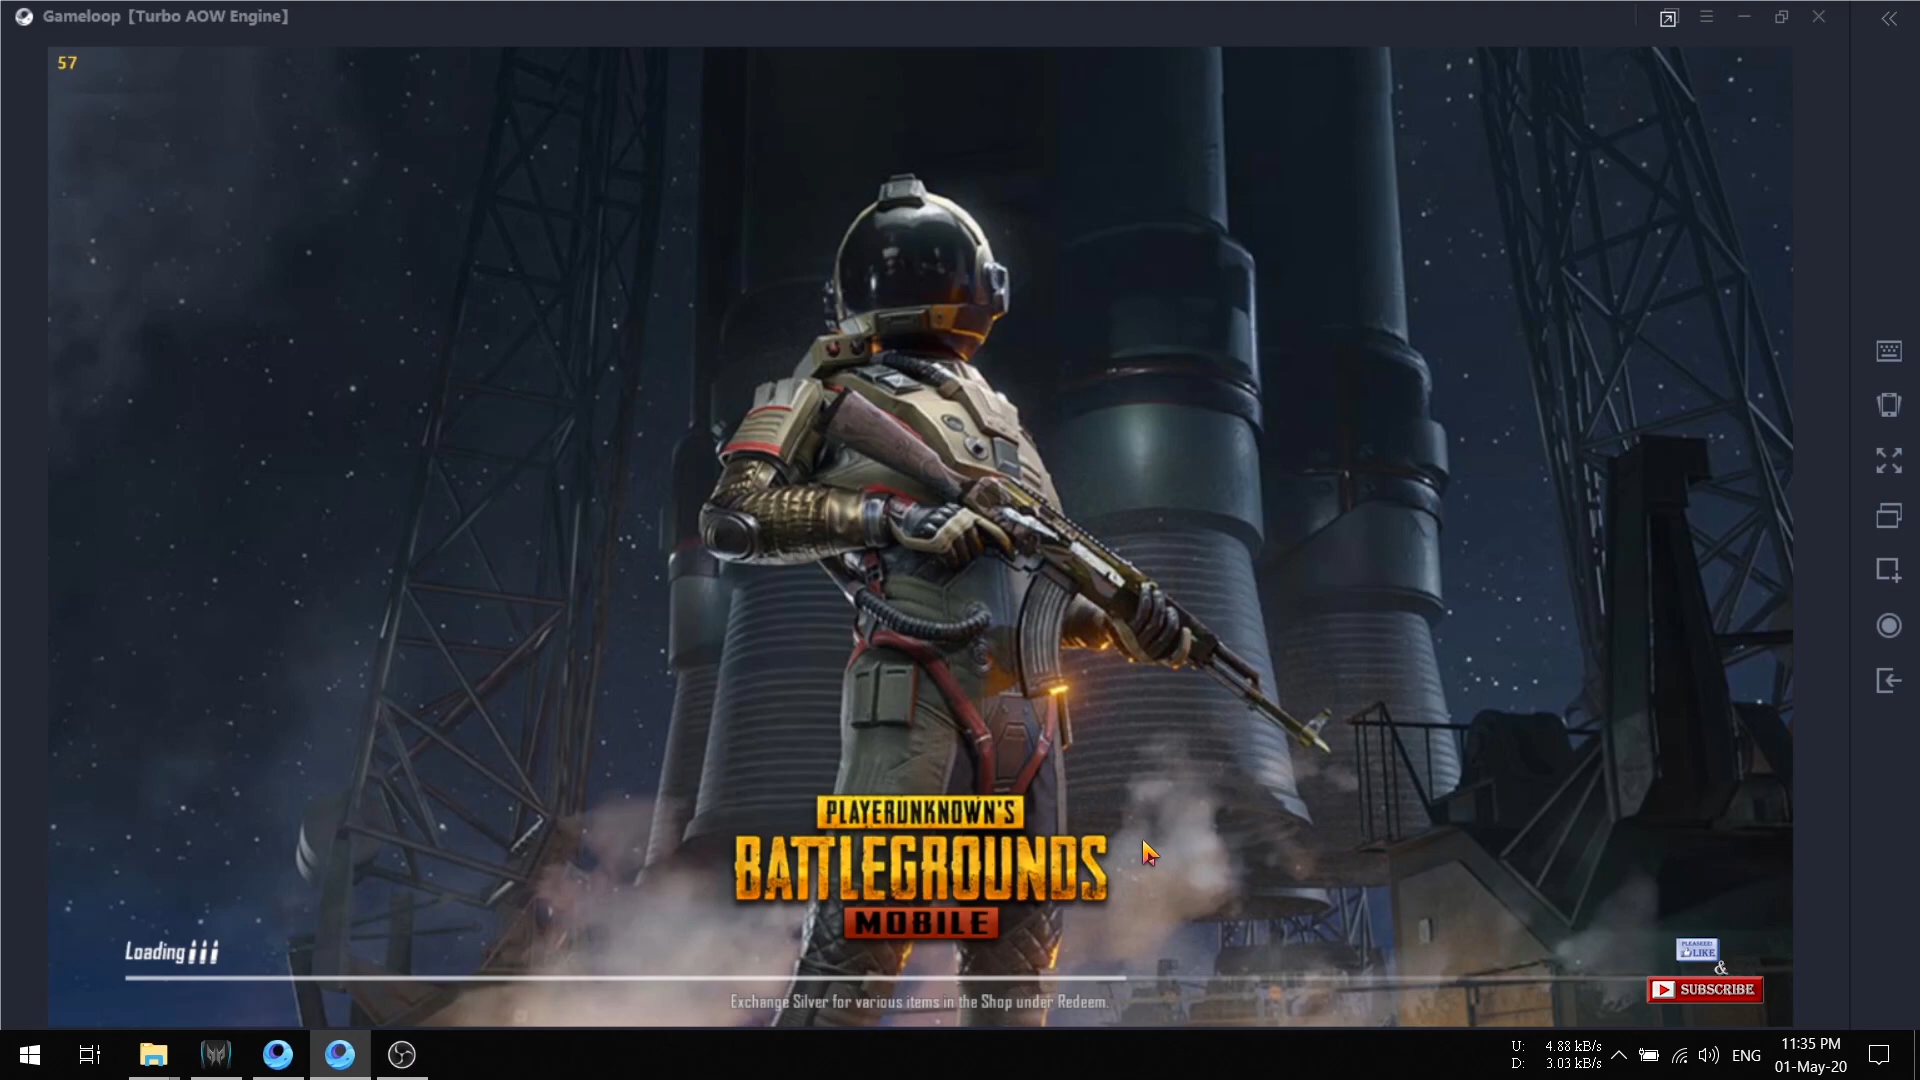 Gameloop [Turbo AOW Engine]
57
PLAYERUNKNOWN'S
BATTLEGROUNDS
MOBILE
Loading
Exchange Silver for various items in the Shop under Redeem.
LIKE
&
SUBSCRIBE
U: 4.88 kB/s
D: 3.03 kB/s
ENG
11:35 PM
01-May-20